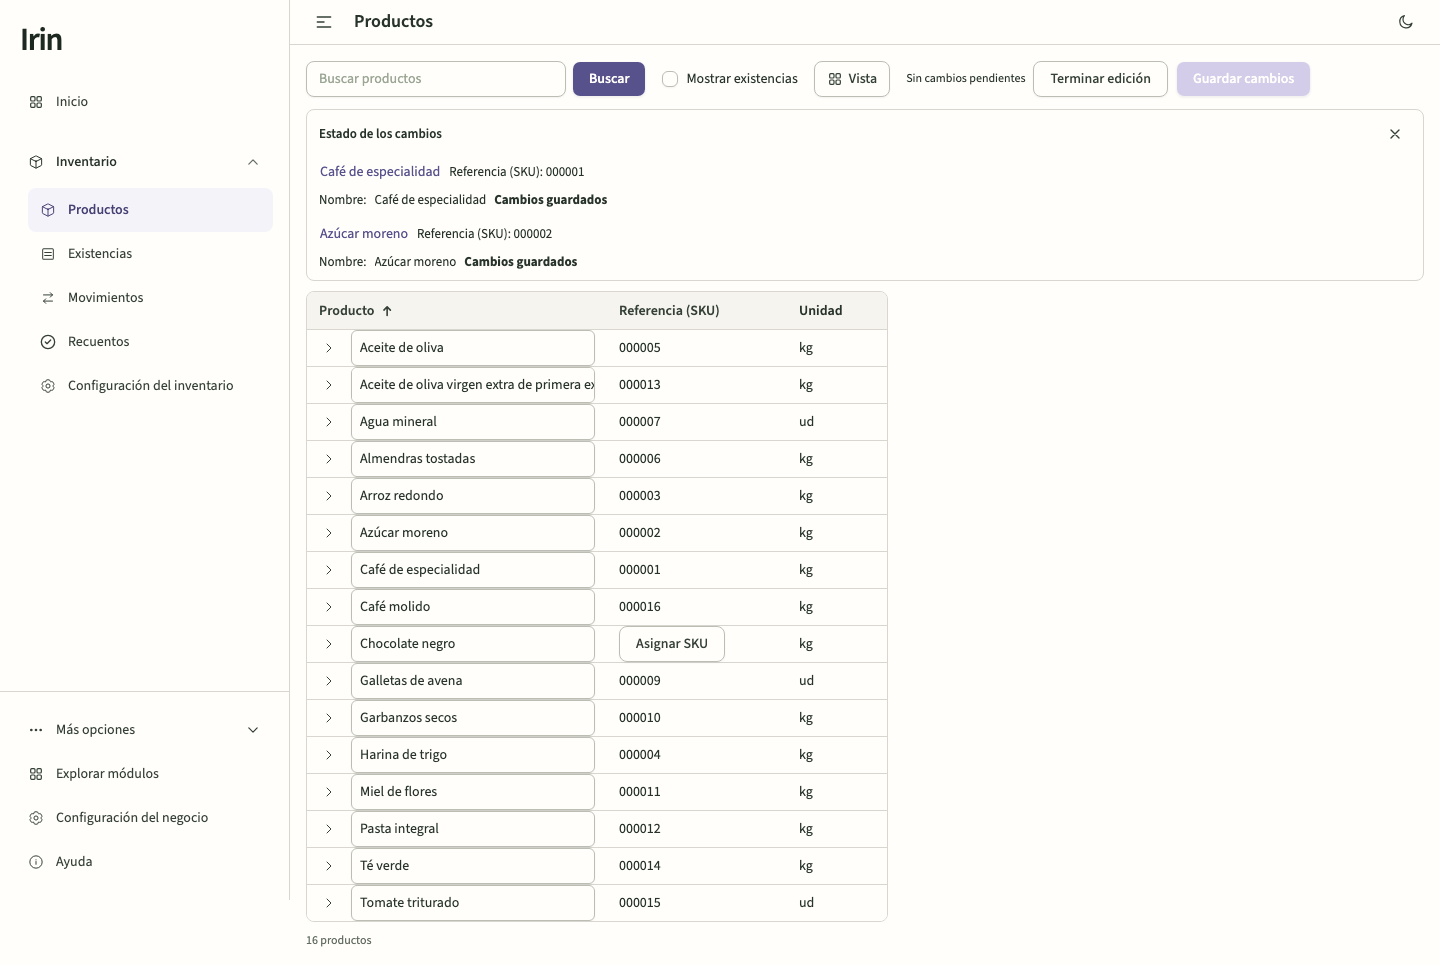 Irin
Productos
Inicio
Inventario
Productos
Existencias
Movimientos
Recuentos
Configuración del inventario
Más opciones
Explorar módulos
Configuración del negocio
Ayuda
Buscar productos Buscar Mostrar existencias Vista Sin cambios pendientes Terminar edición Guardar cambios
Estado de los cambios
Café de especialidad Referencia (SKU): 000001
Nombre: Café de especialidad Cambios guardados
Azúcar moreno Referencia (SKU): 000002
Nombre: Azúcar moreno Cambios guardados
Producto Referencia (SKU) Unidad
Aceite de oliva 000005 kg
Aceite de oliva virgen extra de primera ex 000013 kg
Agua mineral 000007 ud
Almendras tostadas 000006 kg
Arroz redondo 000003 kg
Azúcar moreno 000002 kg
Café de especialidad 000001 kg
Café molido 000016 kg
Chocolate negro Asignar SKU kg
Galletas de avena 000009 ud
Garbanzos secos 000010 kg
Harina de trigo 000004 kg
Miel de flores 000011 kg
Pasta integral 000012 kg
Té verde 000014 kg
Tomate triturado 000015 ud
16 productos